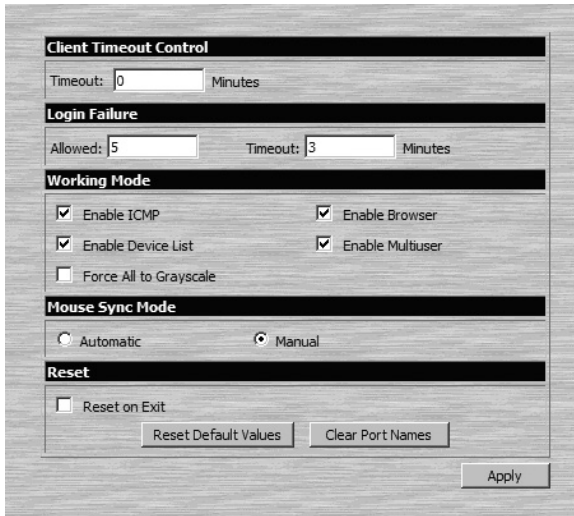 Client Timeout Control
Timeout: 0 Minutes
Login Failure
Allowed: 5 Timeout: 3 Minutes
Working Mode
Enable ICMP Enable Browser
Enable Device List Enable Multiuser
Force All to Grayscale
Mouse Sync Mode
Automatic Manual
Reset
Reset on Exit
Reset Default Values Clear Port Names
Apply